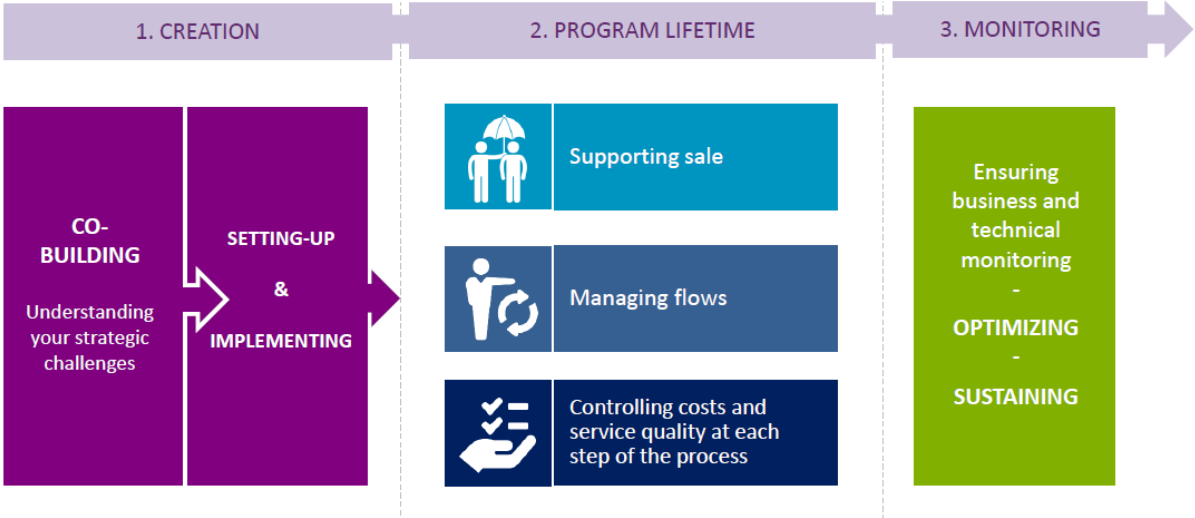 1. CREATION
2. PROGRAM LIFETIME
3. MONITORING
CO-
BUILDING
Understanding
your strategic
challenges
SETTING-UP
&
IMPLEMENTING
Supporting sale
Managing flows
Controlling costs and
service quality at each
step of the process
Ensuring
business and
technical
monitoring
-
OPTIMIZING
-
SUSTAINING